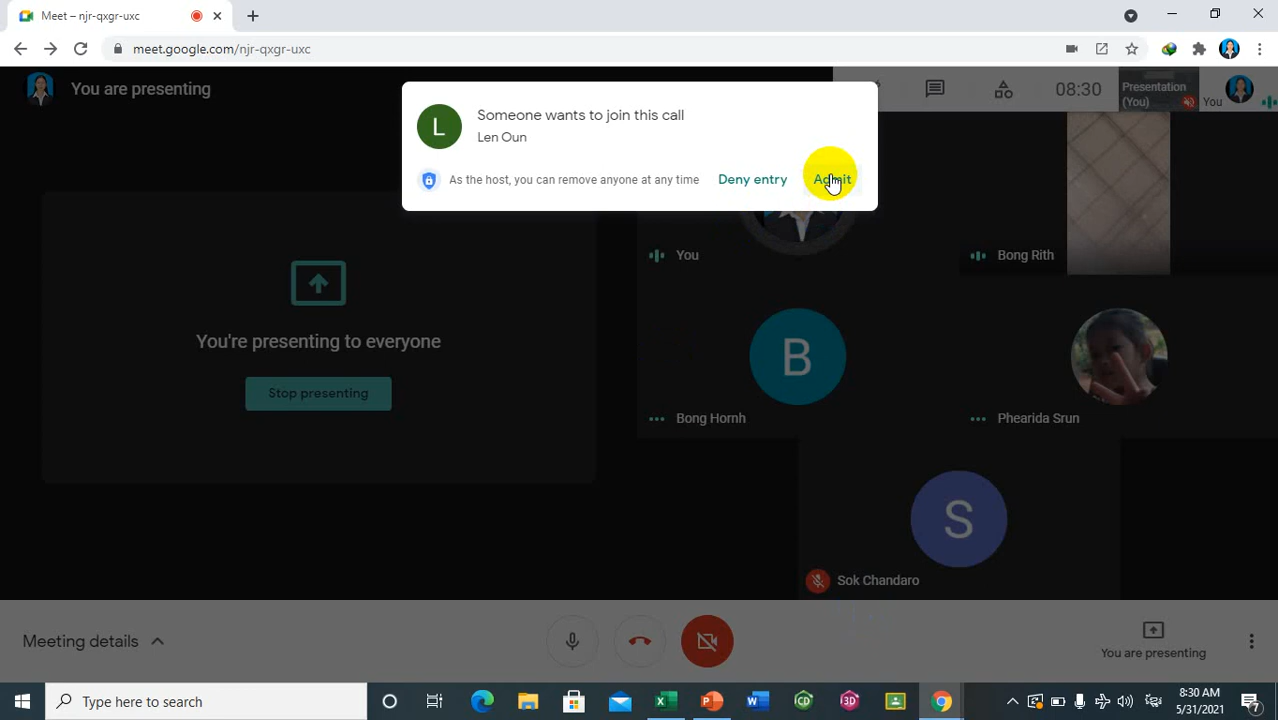 Meet – njr-qxgr-uxc
meet.google.com/njr-qxgr-uxc
You are presenting
08:30
Presentation
(You)
You
L
Someone wants to join this call
Len Oun
As the host, you can remove anyone at any time
Deny entry
Admit
You
Bong Rith
You're presenting to everyone
Stop presenting
B
Bong Hornh
Phearida Srun
S
Sok Chandaro
Meeting details
You are presenting
Type here to search
X
P
W
CD
3D
8:30 AM
5/31/2021
7